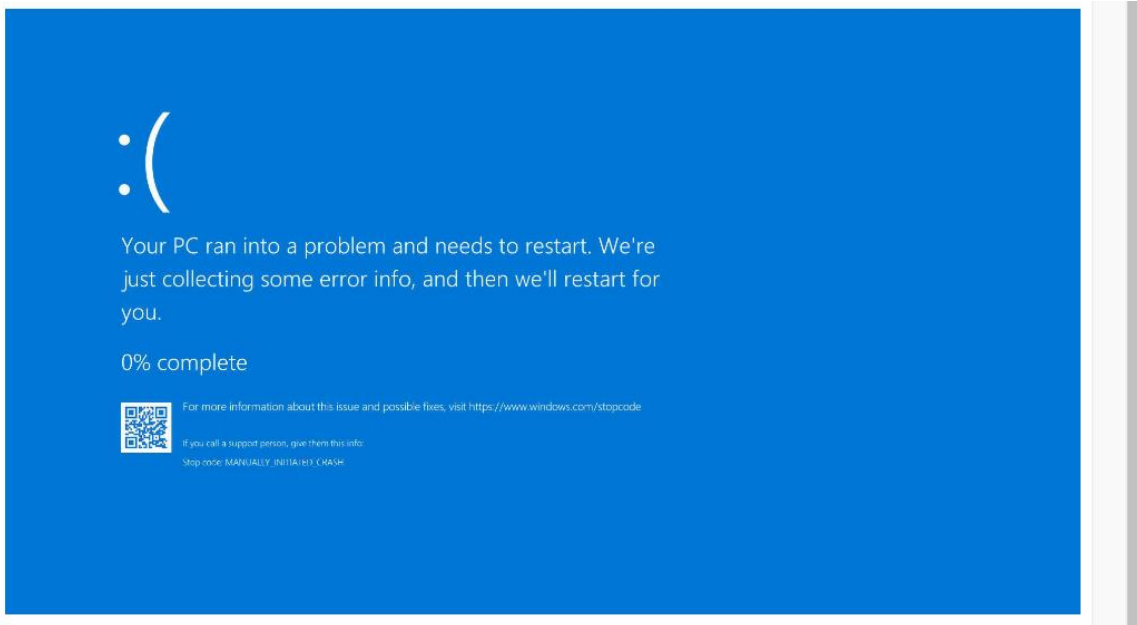 :(
Your PC ran into a problem and needs to restart. We're
just collecting some error info, and then we'll restart for
you.
0% complete
For more information about this issue and possible fixes, visit https://www.windows.com/stopcode
If you call a support person, give them this info:
Stop code: MANUALLY_INITIATED_CRASH